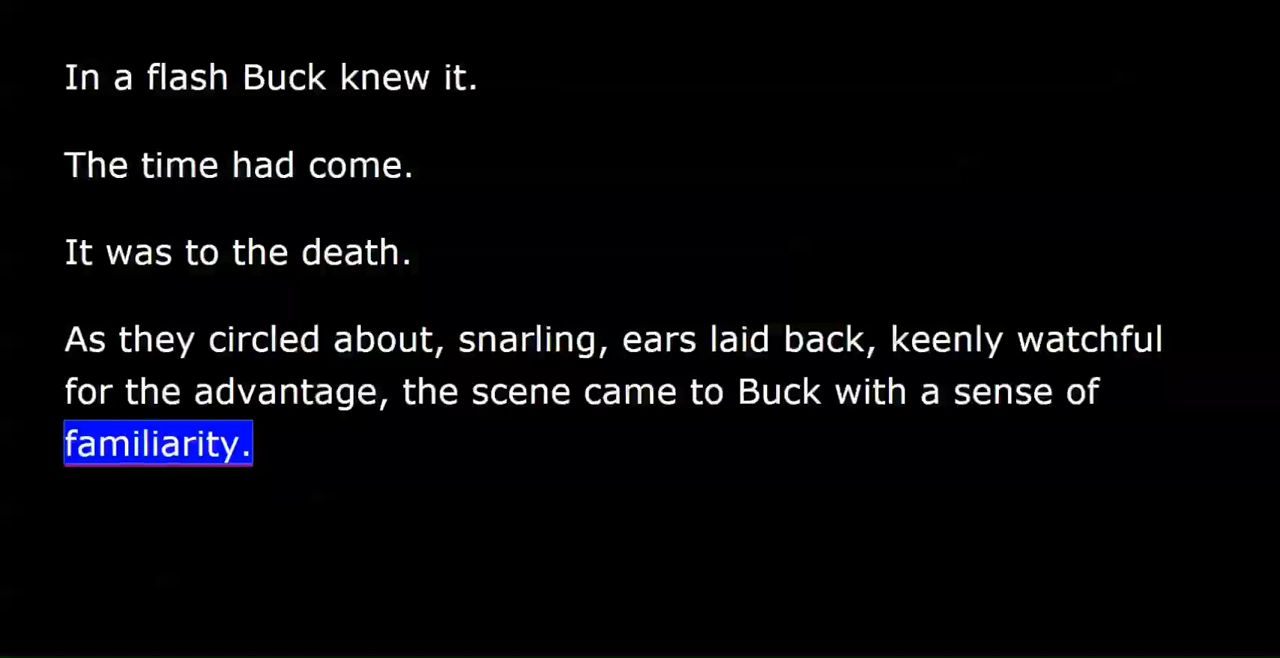 In a flash Buck knew it.
The time had come.
It was to the death.
As they circled about, snarling, ears laid back, keenly watchful
for the advantage, the scene came to Buck with a sense of
familiarity.